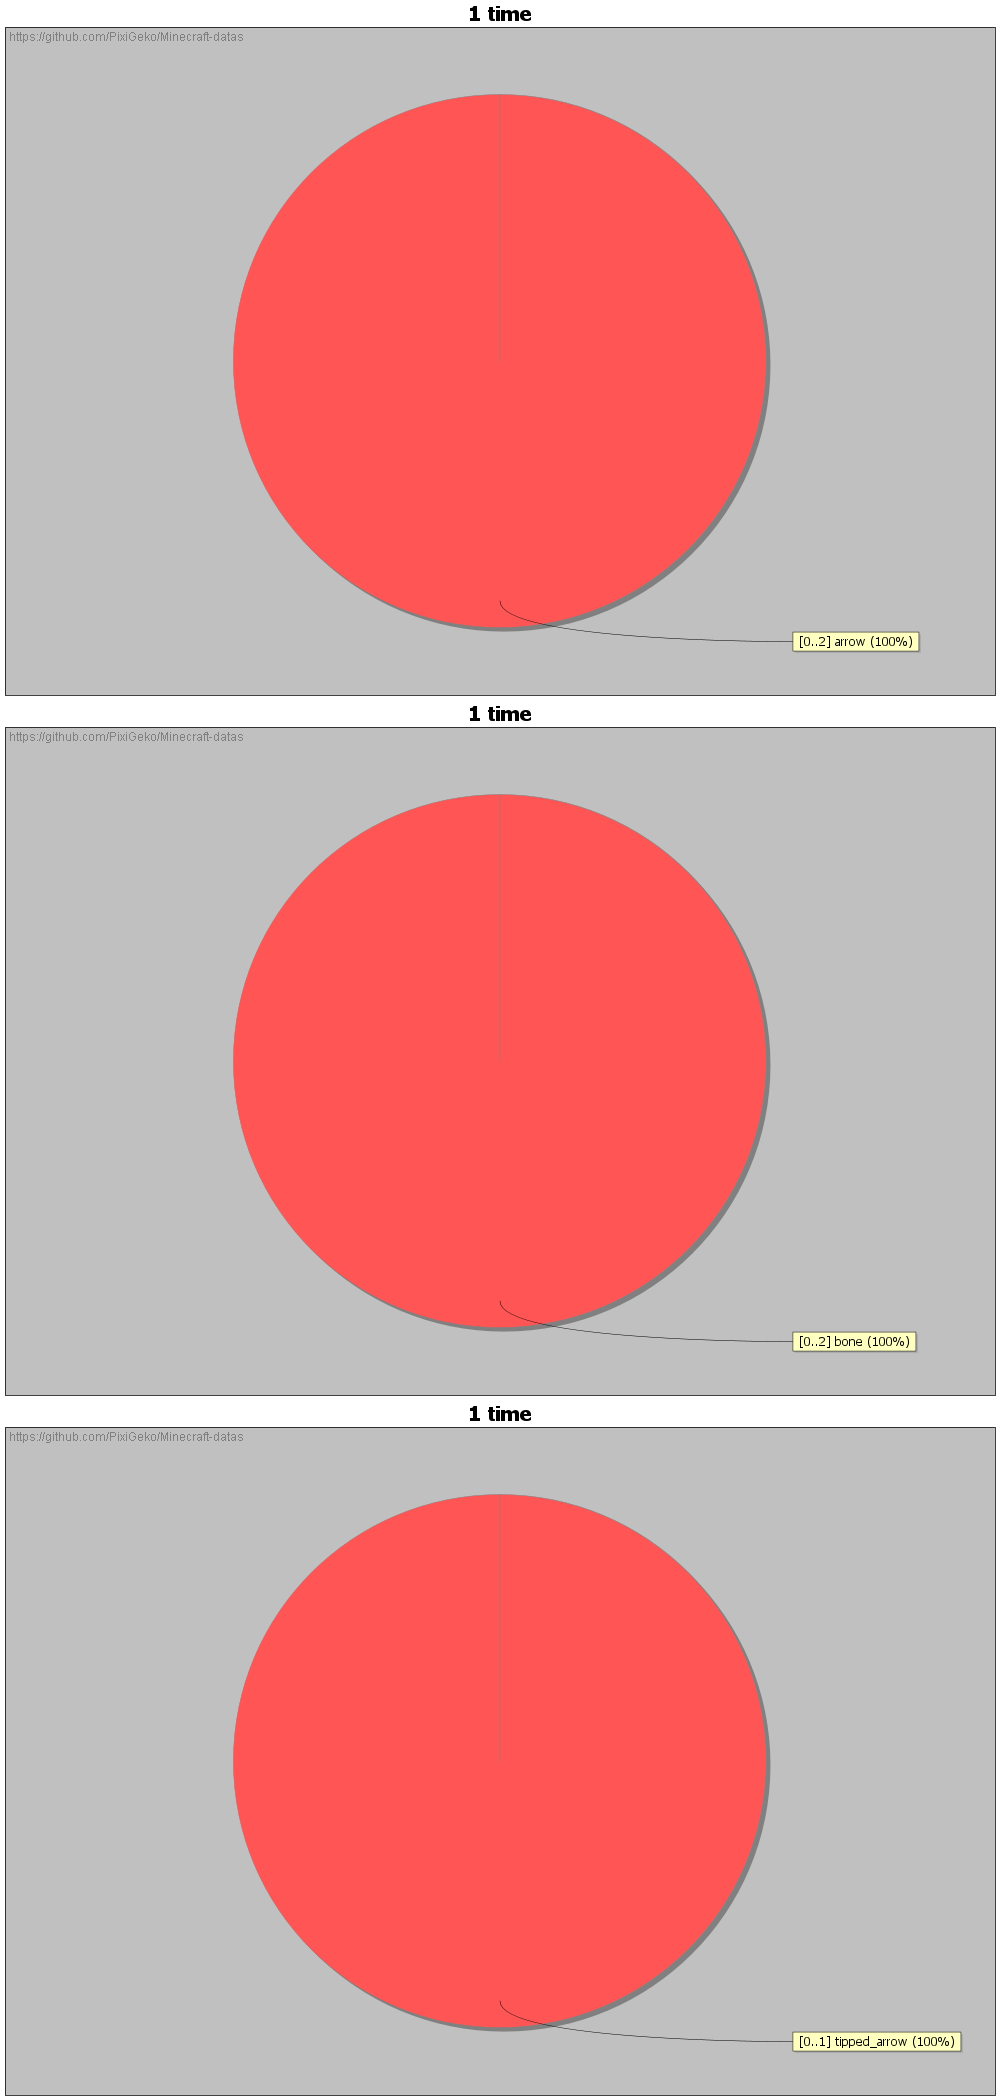 1 time
https://github.com/PixiGeko/Minecraft-datas
[0..2] arrow (100%)
1 time
https://github.com/PixiGeko/Minecraft-datas
[0..2] bone (100%)
1 time
https://github.com/PixiGeko/Minecraft-datas
[0..1] tipped_arrow (100%)